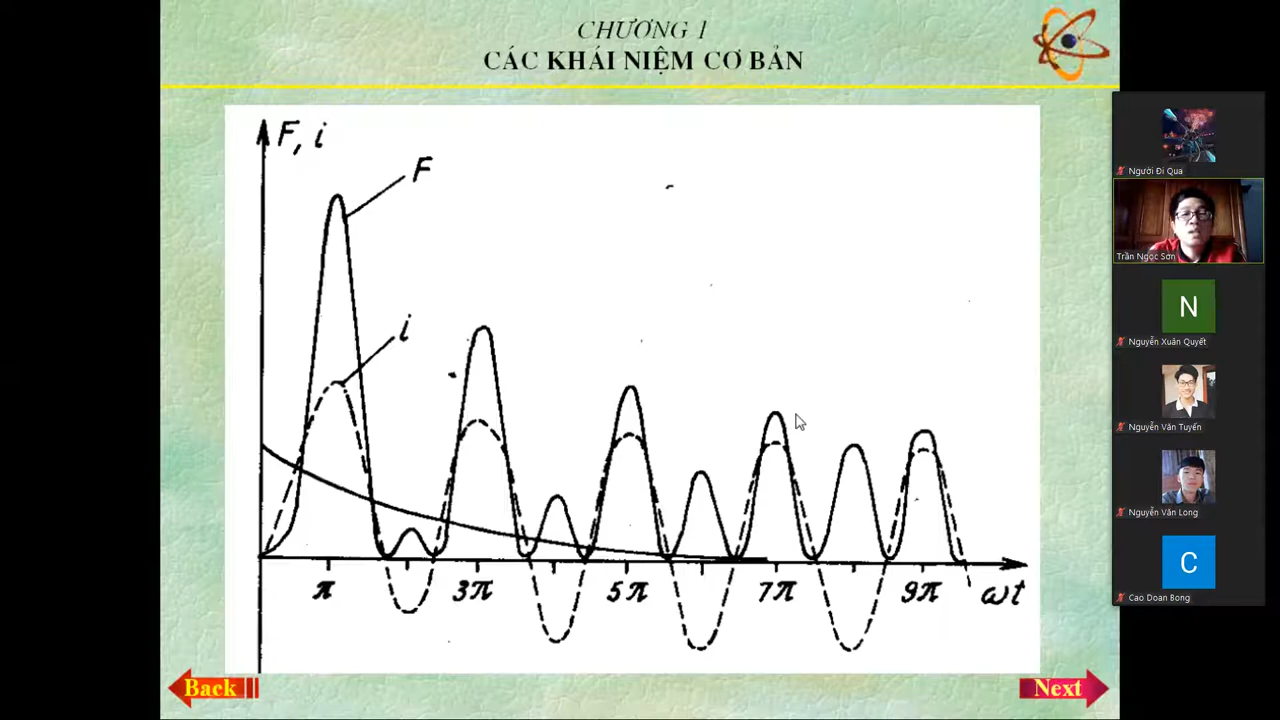 CHƯƠNG 1
CÁC KHÁI NIỆM CƠ BẢN
F, i
F
i
π 3π 5π 7π 9π ωt
Back
Next
Người Đi Qua
Trần Ngọc Sơn
N
Nguyễn Xuân Quyết
Nguyễn Văn Tuyến
Nguyễn Văn Long
C
Cao Doan Bong